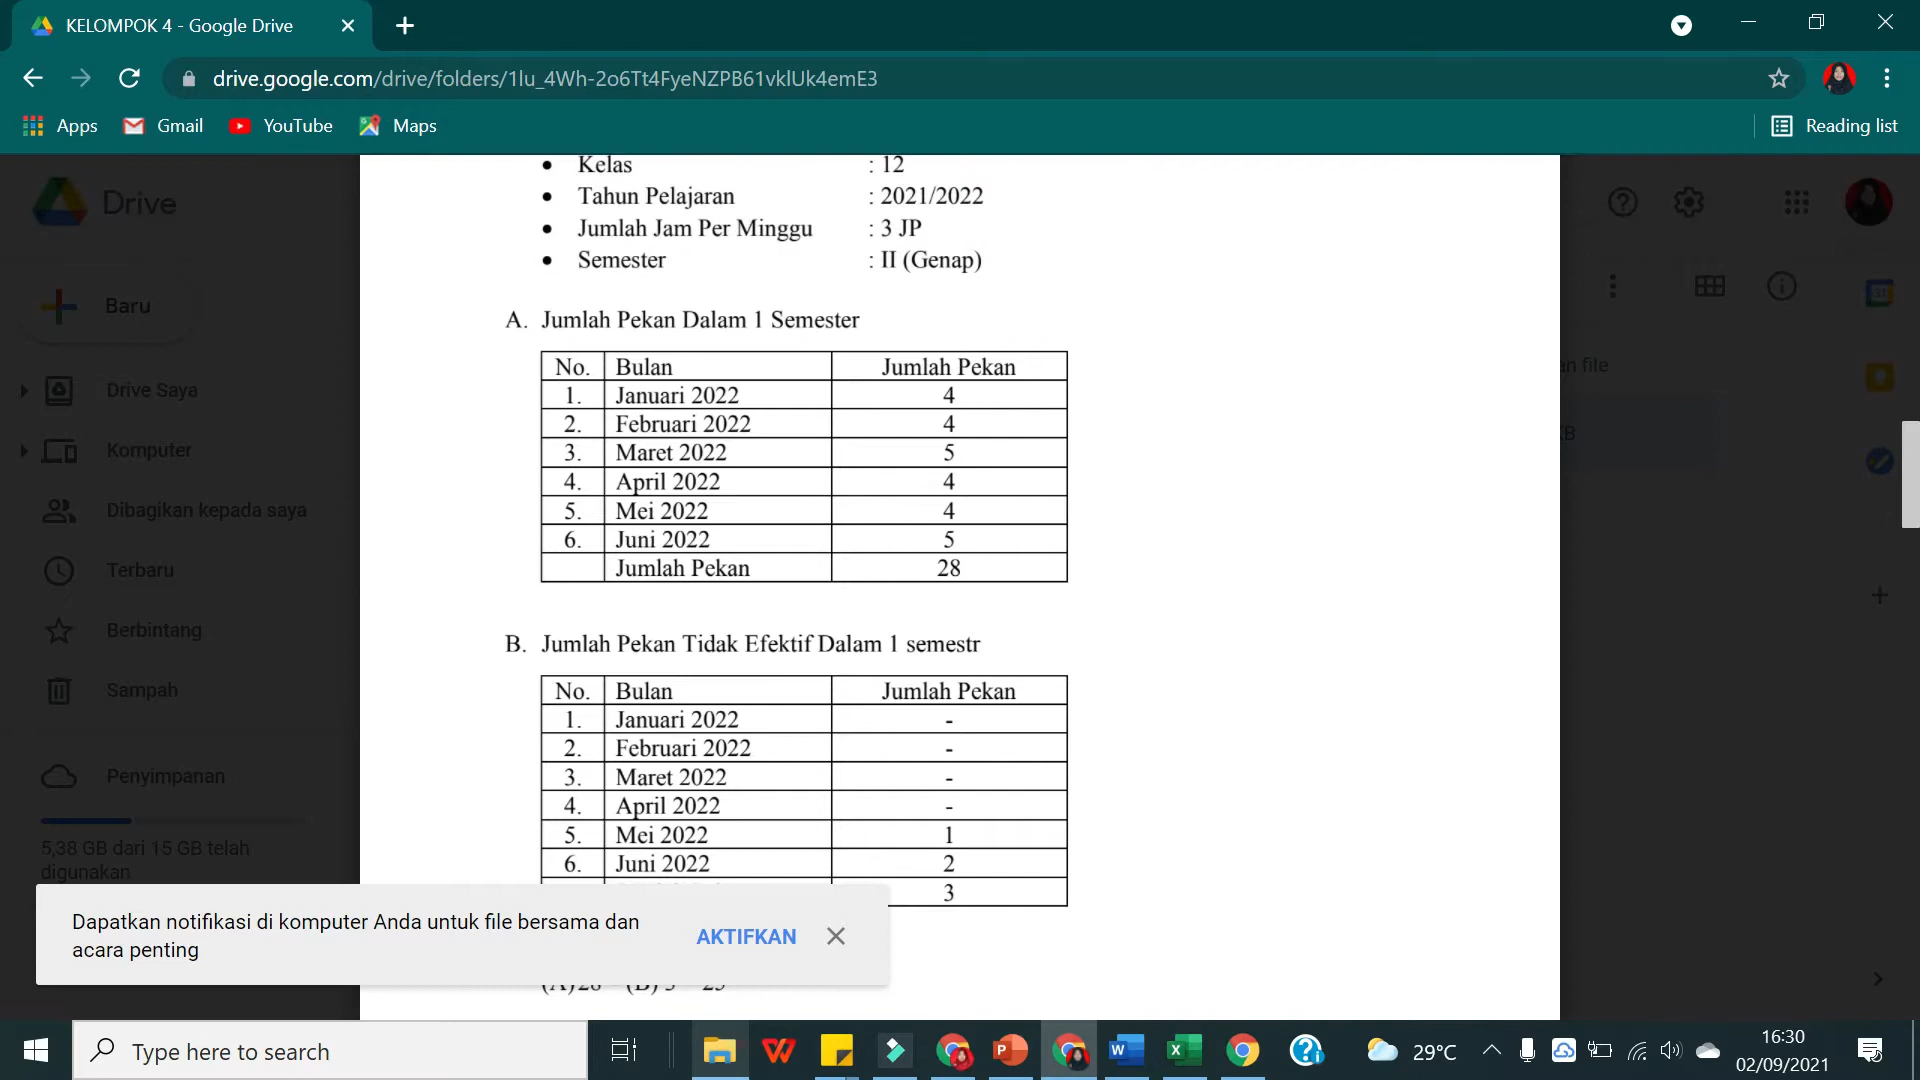 KELOMPOK 4 - Google Drive
drive.google.com/drive/folders/1lu_4Wh-2o6Tt4FyeNZPB61vklUk4emE3
Apps Gmail YouTube Maps Reading list
Drive
Baru
Drive Saya
Komputer
Dibagikan kepada saya
Terbaru
Berbintang
Sampah
Penyimpanan
5,38 GB dari 15 GB telah
digunakan
file
Kelas : 12
Tahun Pelajaran : 2021/2022
Jumlah Jam Per Minggu : 3 JP
Semester : II (Genap)
A. Jumlah Pekan Dalam 1 Semester
No. Bulan Jumlah Pekan
1. Januari 2022 4
2. Februari 2022 4
3. Maret 2022 5
4. April 2022 4
5. Mei 2022 4
6. Juni 2022 5
Jumlah Pekan 28
B. Jumlah Pekan Tidak Efektif Dalam 1 semestr
No. Bulan Jumlah Pekan
1. Januari 2022 -
2. Februari 2022 -
3. Maret 2022 -
4. April 2022 -
5. Mei 2022 1
6. Juni 2022 2
3
Dapatkan notifikasi di komputer Anda untuk file bersama dan
acara penting
AKTIFKAN
Type here to search
29°C
16:30
02/09/2021